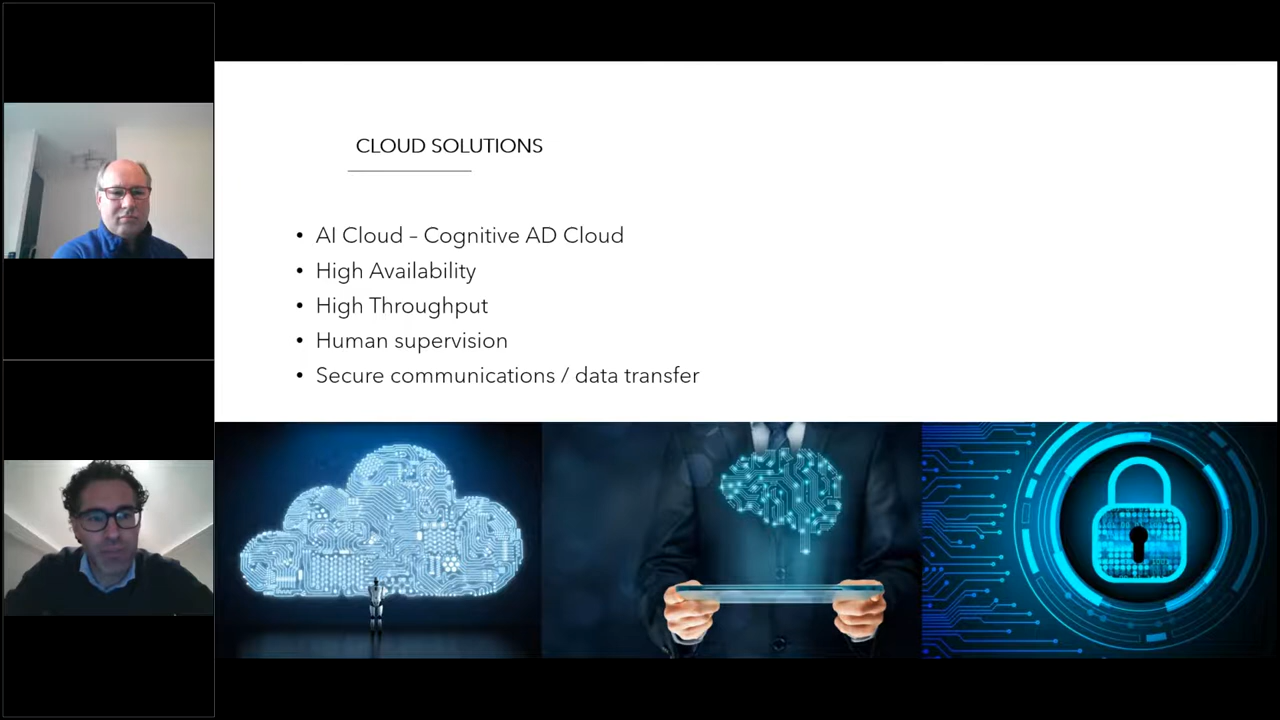 CLOUD SOLUTIONS
• AI Cloud – Cognitive AD Cloud
• High Availability
• High Throughput
• Human supervision
• Secure communications / data transfer